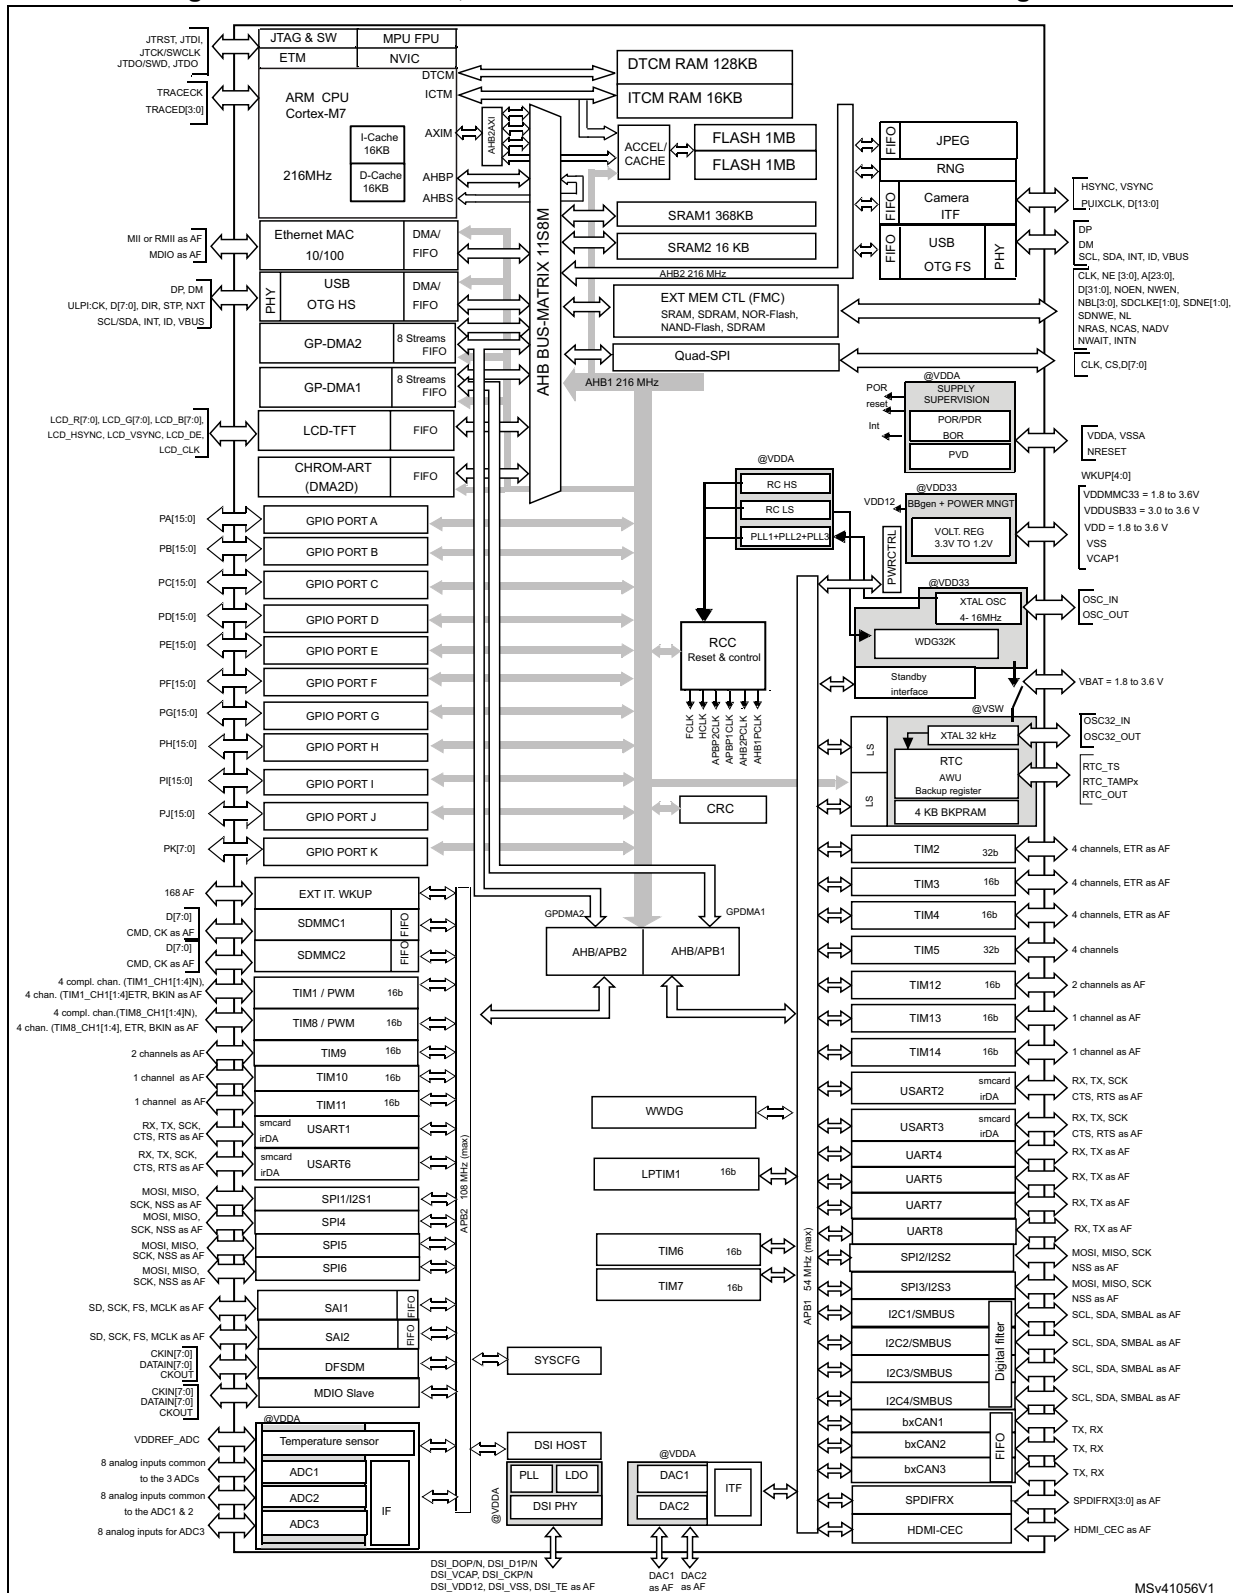 JTRST, JTDI,
JTCK/SWCLK
JTDO/SWD, JTDO
TRACECK
TRACED[3:0]
JTAG & SW
MPU FPU
ETM
NVIC
DTCM
ICTM
ARM CPU
Cortex-M7
AXIM
I-Cache
16KB
216MHz
D-Cache
16KB
AHBP
AHBS
AHB2AXI
DTCM RAM 128KB
ITCM RAM 16KB
ACCEL/
CACHE
FLASH 1MB
FLASH 1MB
SRAM1 368KB
SRAM2 16 KB
AHB2 216 MHz
EXT MEM CTL (FMC)
SRAM, SDRAM, NOR-Flash,
NAND-Flash, SDRAM
Quad-SPI
AHB1 216 MHz
AHB BUS-MATRIX 11S8M
FIFO
JPEG
RNG
FIFO
Camera
ITF
FIFO
USB
OTG FS
PHY
HSYNC, VSYNC
PUIXCLK, D[13:0]
DP
DM
SCL, SDA, INT, ID, VBUS
CLK, NE [3:0], A[23:0],
D[31:0], NOEN, NWEN,
NBL[3:0], SDCLKE[1:0], SDNE[1:0],
SDNWE, NL
NRAS, NCAS, NADV
NWAIT, INTN
CLK, CS,D[7:0]
MII or RMII as AF
MDIO as AF
Ethernet MAC
10/100
DMA/
FIFO
DP, DM
ULPI:CK, D[7:0], DIR, STP, NXT
SCL/SDA, INT, ID, VBUS
PHY
USB
OTG HS
DMA/
FIFO
GP-DMA2
8 Streams
FIFO
GP-DMA1
8 Streams
FIFO
LCD_R[7:0], LCD_G[7:0], LCD_B[7:0],
LCD_HSYNC, LCD_VSYNC, LCD_DE,
LCD_CLK
LCD-TFT
FIFO
CHROM-ART
(DMA2D)
FIFO
@VDDA
POR
reset
Int
SUPPLY
SUPERVISION
POR/PDR
BOR
PVD
VDDA, VSSA
NRESET
WKUP[4:0]
@VDDA
RC HS
RC LS
PLL1+PLL2+PLL3
@VDD33
VDD12
BBgen + POWER MNGT
VOLT. REG
3.3V TO 1.2V
VDDMMC33 = 1.8 to 3.6V
VDDUSB33 = 3.0 to 3.6 V
VDD = 1.8 to 3.6 V
VSS
VCAP1
PWRCTRL
@VDD33
XTAL OSC
4- 16MHz
OSC_IN
OSC_OUT
WDG32K
Standby
interface
VBAT = 1.8 to 3.6 V
@VSW
LS
LS
XTAL 32 kHz
RTC
AWU
Backup register
4 KB BKPRAM
OSC32_IN
OSC32_OUT
RTC_TS
RTC_TAMPx
RTC_OUT
RCC
Reset & control
FCLK
HCLK
APBP2CLK
APBP1CLK
AHB2PCLK
AHB1PCLK
CRC
PA[15:0]
GPIO PORT A
PB[15:0]
GPIO PORT B
PC[15:0]
GPIO PORT C
PD[15:0]
GPIO PORT D
PE[15:0]
GPIO PORT E
PF[15:0]
GPIO PORT F
PG[15:0]
GPIO PORT G
PH[15:0]
GPIO PORT H
PI[15:0]
GPIO PORT I
PJ[15:0]
GPIO PORT J
PK[7:0]
GPIO PORT K
GPDMA2
GPDMA1
AHB/APB2
AHB/APB1
168 AF
EXT IT. WKUP
D[7:0]
CMD, CK as AF
SDMMC1
FIFO
D[7:0]
CMD, CK as AF
SDMMC2
FIFO
4 compl. chan. (TIM1_CH1[1:4]N),
4 chan. (TIM1_CH1[1:4]ETR, BKIN as AF
TIM1 / PWM
16b
4 compl. chan.(TIM8_CH1[1:4]N),
4 chan. (TIM8_CH1[1:4], ETR, BKIN as AF
TIM8 / PWM
16b
2 channels as AF
TIM9
16b
1 channel as AF
TIM10
16b
1 channel as AF
TIM11
16b
RX, TX, SCK,
CTS, RTS as AF
smcard
irDA
USART1
RX, TX, SCK,
CTS, RTS as AF
smcard
irDA
USART6
MOSI, MISO,
SCK, NSS as AF
SPI1/I2S1
MOSI, MISO,
SCK, NSS as AF
SPI4
MOSI, MISO,
SCK, NSS as AF
SPI5
MOSI, MISO,
SCK, NSS as AF
SPI6
SD, SCK, FS, MCLK as AF
SAI1
FIFO
SD, SCK, FS, MCLK as AF
SAI2
FIFO
CKIN[7:0]
DATAIN[7:0]
CKOUT
DFSDM
CKIN[7:0]
DATAIN[7:0]
CKOUT
MDIO Slave
@VDDA
VDDREF_ADC
Temperature sensor
8 analog inputs common
to the 3 ADCs
ADC1
8 analog inputs common
to the ADC1 & 2
ADC2
8 analog inputs for ADC3
ADC3
IF
APB2 108 MHz (max)
SYSCFG
DSI HOST
PLL
LDO
DSI PHY
@VDDA
DSI_DOP/N, DSI_D1P/N
DSI_VCAP, DSI_CKP/N
DSI_VDD12, DSI_VSS, DSI_TE as AF
@VDDA
DAC1
DAC2
ITF
DAC1
as AF
DAC2
as AF
WWDG
LPTIM1
16b
TIM6
16b
TIM7
16b
APB1 54 MHz (max)
TIM2
32b
4 channels, ETR as AF
TIM3
16b
4 channels, ETR as AF
TIM4
16b
4 channels, ETR as AF
TIM5
32b
4 channels
TIM12
16b
2 channels as AF
TIM13
16b
1 channel as AF
TIM14
16b
1 channel as AF
USART2
smcard
irDA
RX, TX, SCK
CTS, RTS as AF
USART3
smcard
irDA
RX, TX, SCK
CTS, RTS as AF
UART4
RX, TX as AF
UART5
RX, TX as AF
UART7
RX, TX as AF
UART8
RX, TX as AF
SPI2/I2S2
MOSI, MISO, SCK
NSS as AF
SPI3/I2S3
MOSI, MISO, SCK
NSS as AF
I2C1/SMBUS
SCL, SDA, SMBAL as AF
I2C2/SMBUS
SCL, SDA, SMBAL as AF
I2C3/SMBUS
SCL, SDA, SMBAL as AF
I2C4/SMBUS
SCL, SDA, SMBAL as AF
Digital filter
bxCAN1
TX, RX
bxCAN2
TX, RX
bxCAN3
TX, RX
FIFO
SPDIFRX
SPDIFRX[3:0] as AF
HDMI-CEC
HDMI_CEC as AF
MSv41056V1